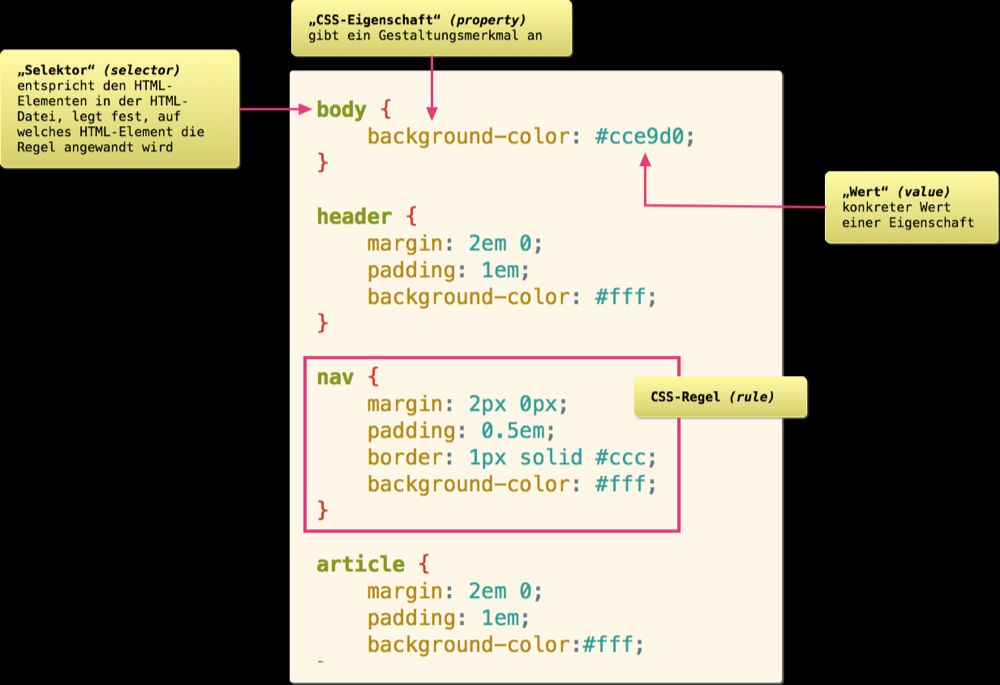 „CSS-Eigenschaft“ (property)
gibt ein Gestaltungsmerkmal an
„Selektor“ (selector)
entspricht den HTML-
Elementen in der HTML-
Datei, legt fest, auf
welches HTML-Element die
Regel angewandt wird
body {
    background-color: #cce9d0;
}
„Wert“ (value)
konkreter Wert
einer Eigenschaft
header {
    margin: 2em 0;
    padding: 1em;
    background-color: #fff;
}
nav {
    margin: 2px 0px;
    padding: 0.5em;
    border: 1px solid #ccc;
    background-color: #fff;
}
CSS-Regel (rule)
article {
    margin: 2em 0;
    padding: 1em;
    background-color:#fff;